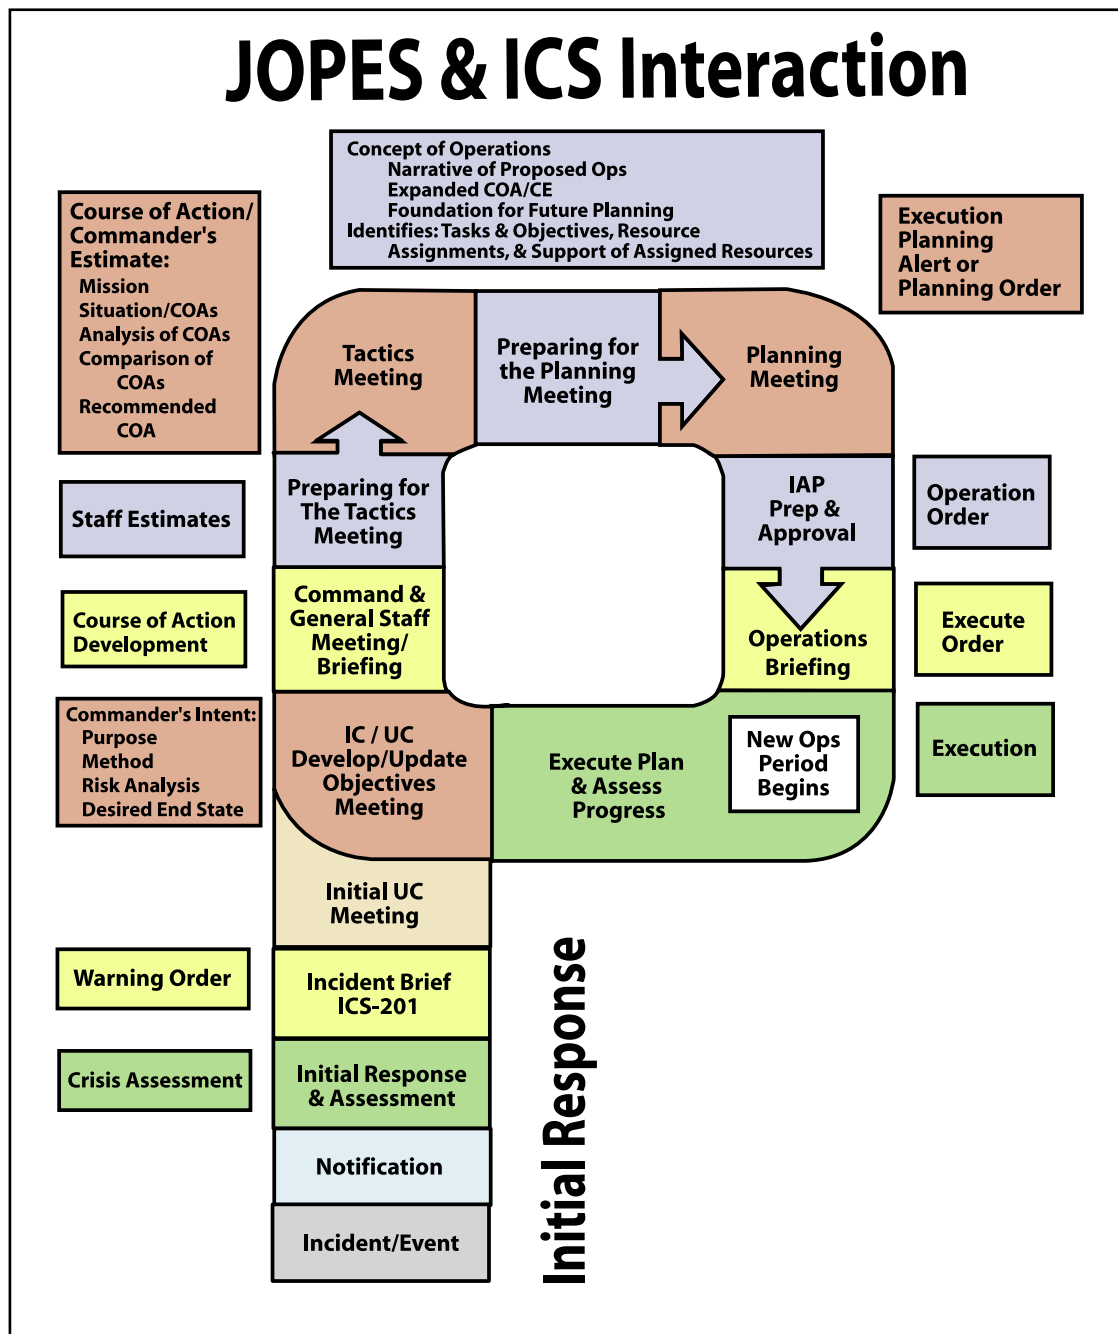 JOPES & ICS Interaction
Concept of Operations
Narrative of Proposed Ops
Expanded COA/CE
Foundation for Future Planning
Identifies: Tasks & Objectives, Resource
Assignments, & Support of Assigned Resources
Course of Action/
Commander's
Estimate:
Mission
Situation/COAs
Analysis of COAs
Comparison of
COAs
Recommended
COA
Execution
Planning
Alert or
Planning Order
Tactics
Meeting
Preparing for
the Planning
Meeting
Planning
Meeting
Staff Estimates
Preparing for
The Tactics
Meeting
IAP
Prep &
Approval
Operation
Order
Course of Action
Development
Command &
General Staff
Meeting/
Briefing
Operations
Briefing
Execute
Order
Commander's Intent:
Purpose
Method
Risk Analysis
Desired End State
IC / UC
Develop/Update
Objectives
Meeting
Execute Plan
& Assess
Progress
New Ops
Period
Begins
Execution
Initial UC
Meeting
Warning Order
Incident Brief
ICS-201
Crisis Assessment
Initial Response
& Assessment
Notification
Incident/Event
Initial Response